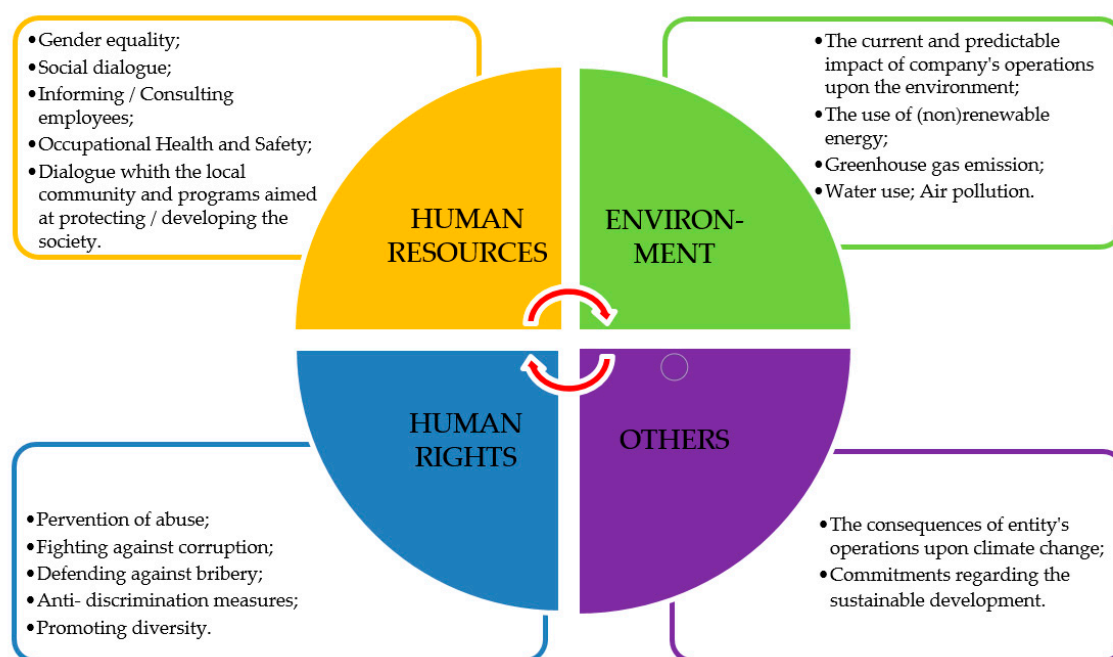 •Gender equality;
•Social dialogue;
•Informing / Consulting
employees;
•Occupational Health and Safety;
•Dialogue whith the local
community and programs aimed
at protecting / developing the
society.
•The current and predictable
impact of company's operations
upon the environment;
•The use of (non)renewable
energy;
•Greenhouse gas emission;
•Water use; Air pollution.
HUMAN
RESOURCES
ENVIRON-
MENT
HUMAN
RIGHTS
OTHERS
•Pervention of abuse;
•Fighting against corruption;
•Defending against bribery;
•Anti- discrimination measures;
•Promoting diversity.
•The consequences of entity's
operations upon climate change;
•Commitments regarding the
sustainable development.